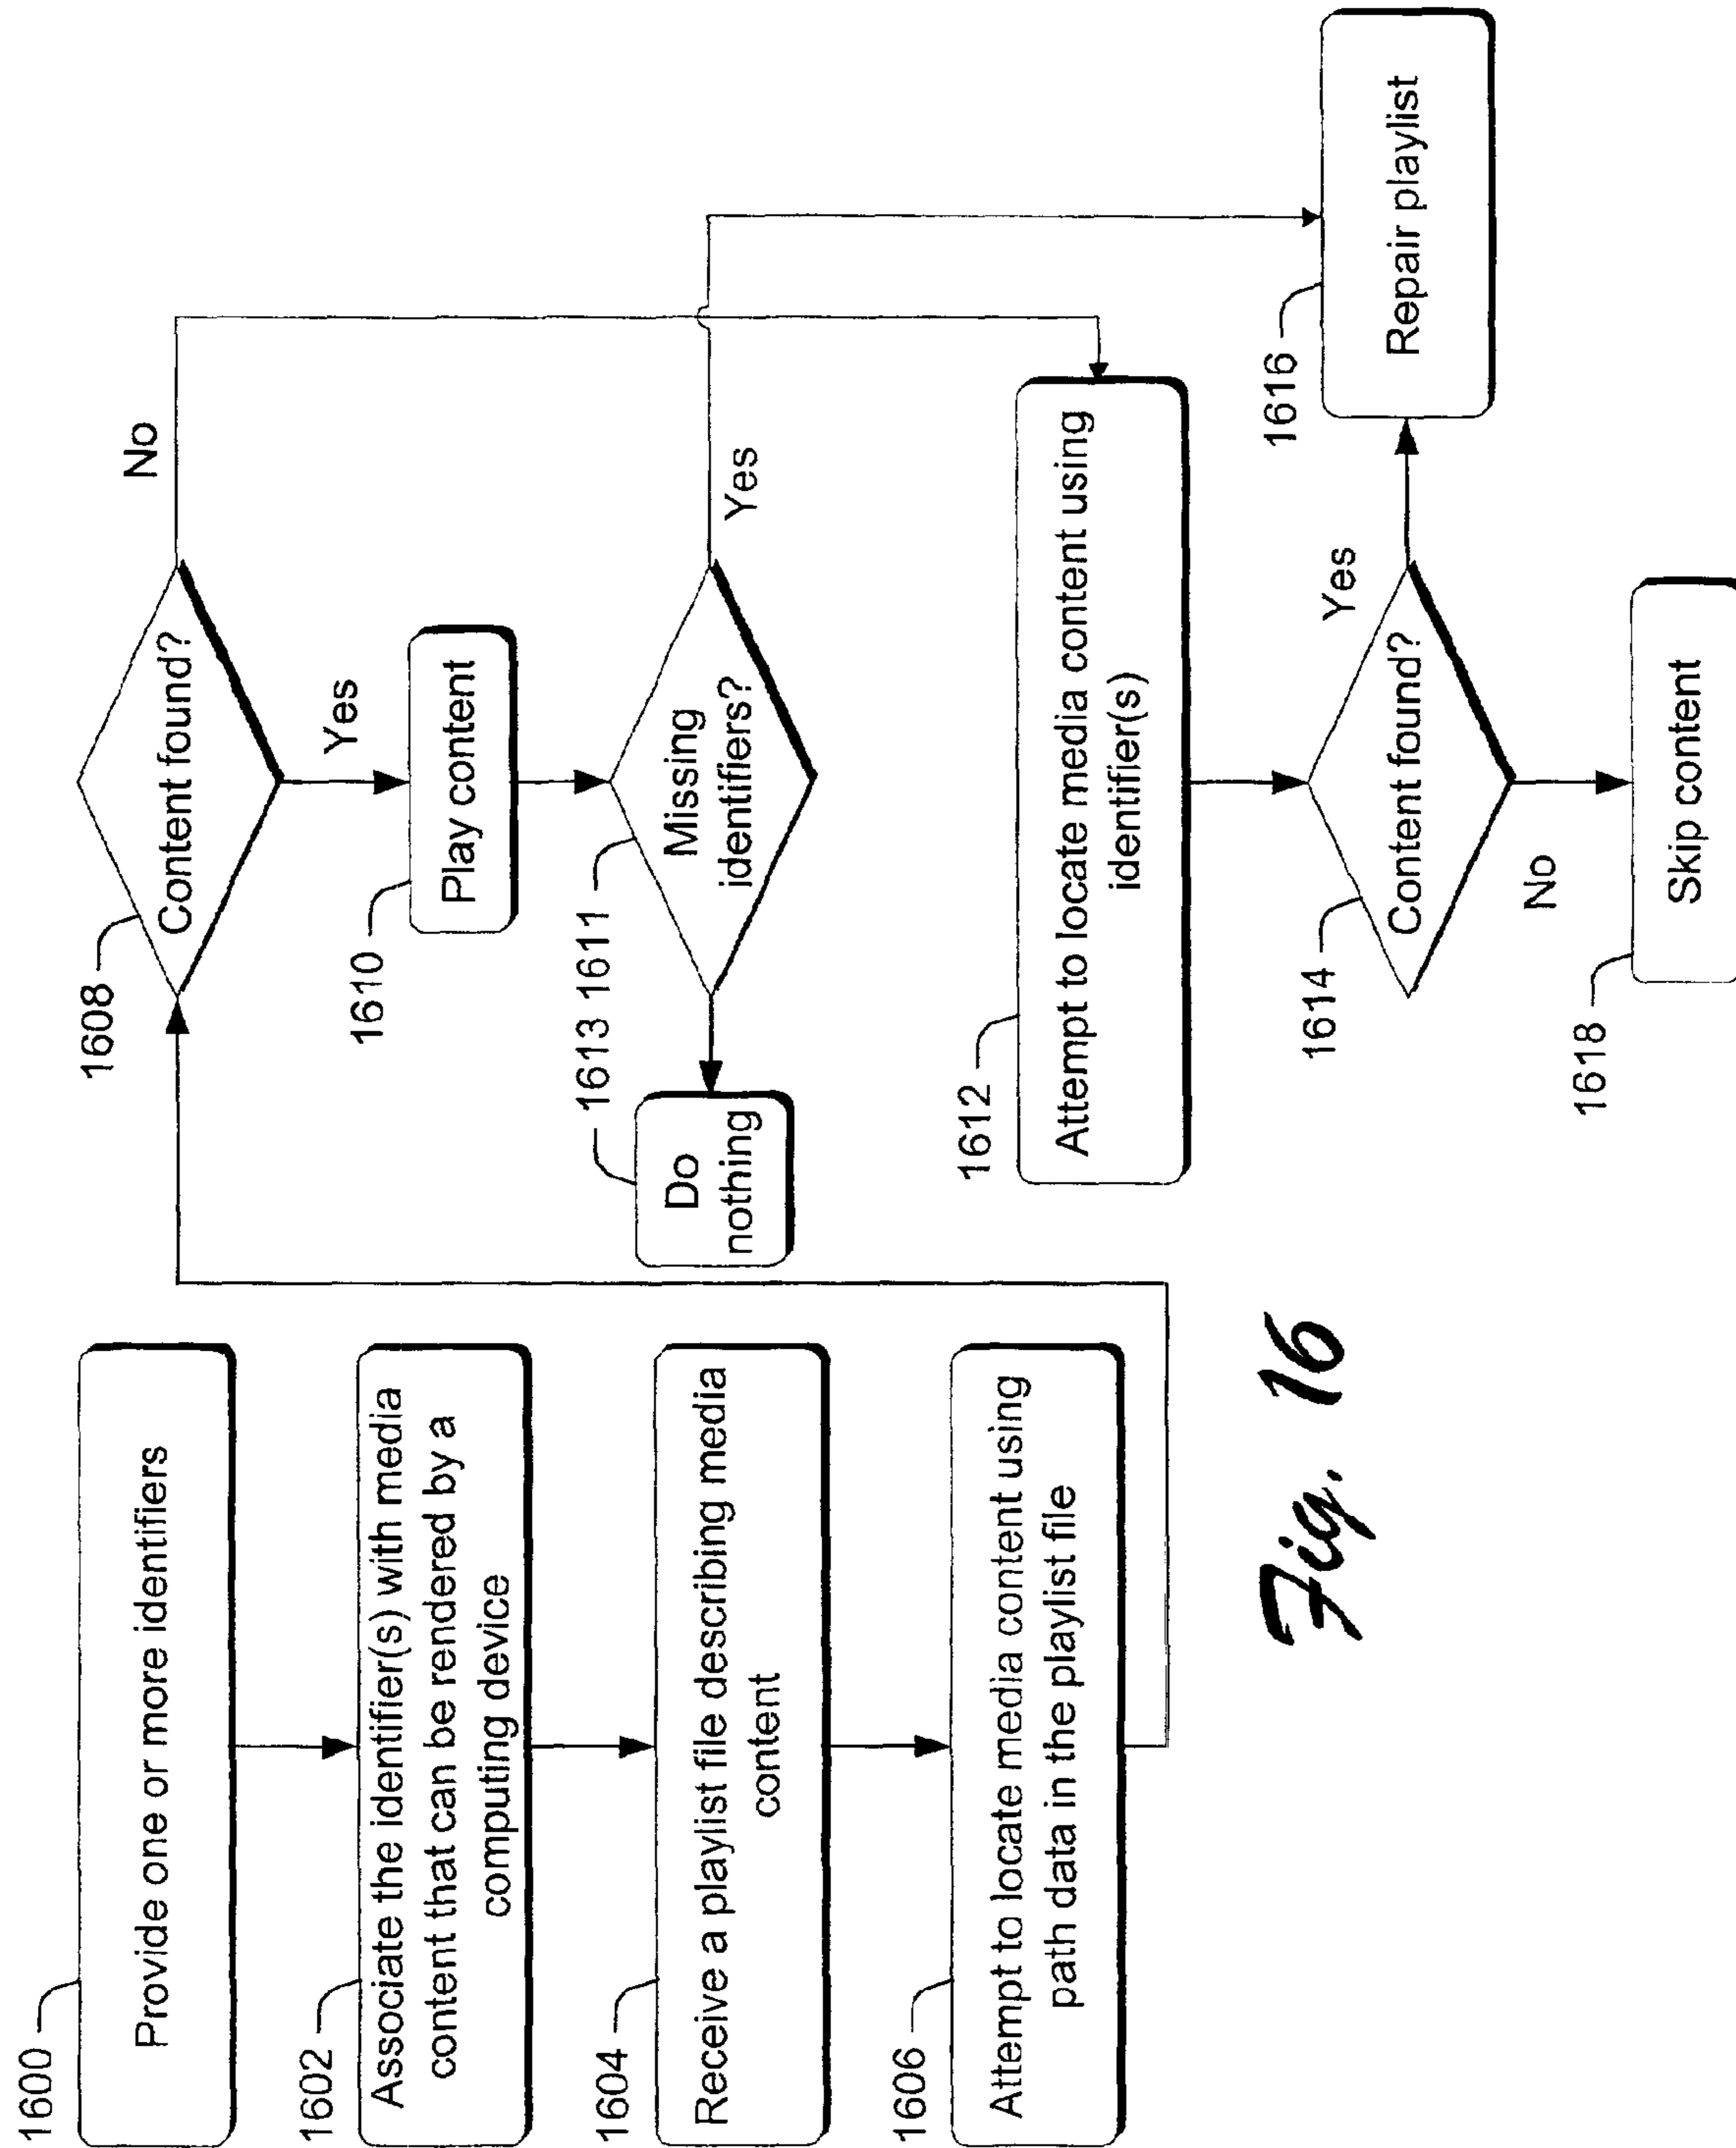 1600
Provide one or more identifiers
1602
Associate the identifier(s) with media
content that can be rendered by a
computing device
1604
Receive a playlist file describing media
content
1606
Attempt to locate media content using
path data in the playlist file
1608
Content found?
No
Yes
1610
Play content
1613
1611
Missing
identifiers?
Yes
Do
nothing
1612
Attempt to locate media content using
identifier(s)
1614
Content found?
Yes
1616
Repair playlist
No
1618
Skip content
Fig. 16